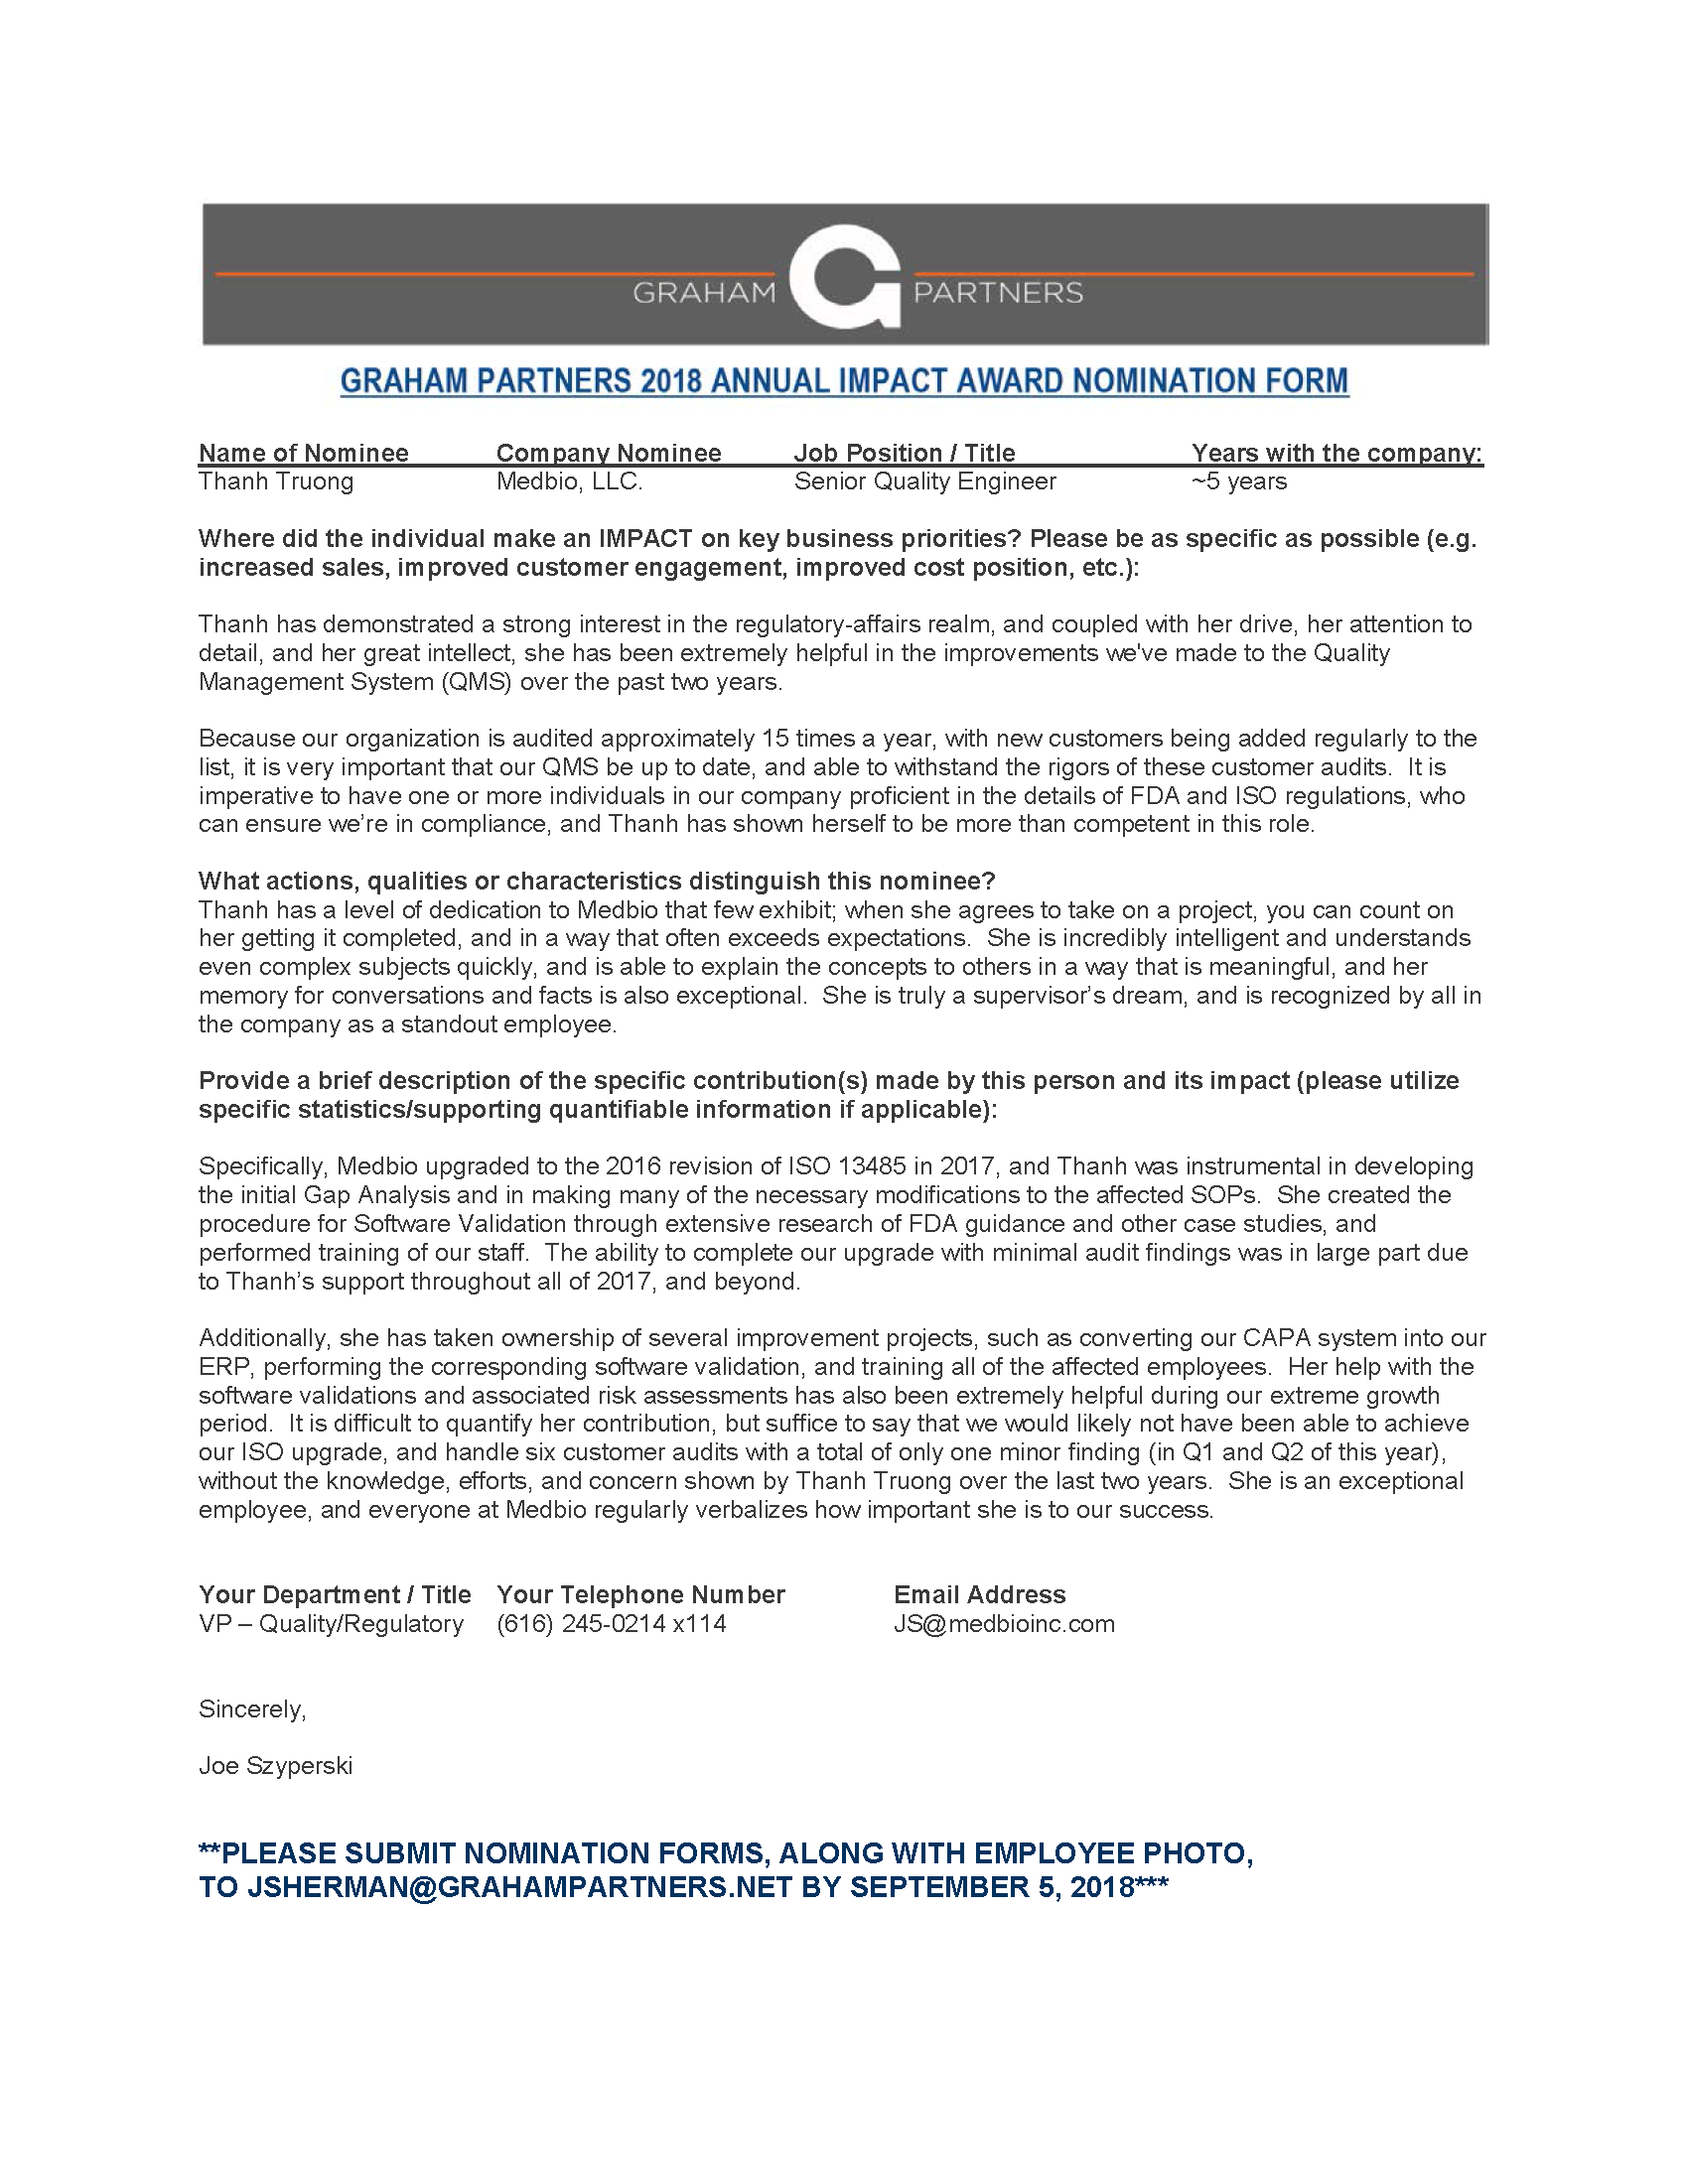 GRAHAM PARTNERS
GRAHAM PARTNERS 2018 ANNUAL IMPACT AWARD NOMINATION FORM
Name of Nominee Company Nominee Job Position / Title Years with the company:
Thanh Truong Medbio, LLC. Senior Quality Engineer ~5 years
Where did the individual make an IMPACT on key business priorities? Please be as specific as possible (e.g.
increased sales, improved customer engagement, improved cost position, etc.):
Thanh has demonstrated a strong interest in the regulatory-affairs realm, and coupled with her drive, her attention to
detail, and her great intellect, she has been extremely helpful in the improvements we've made to the Quality
Management System (QMS) over the past two years.
Because our organization is audited approximately 15 times a year, with new customers being added regularly to the
list, it is very important that our QMS be up to date, and able to withstand the rigors of these customer audits.  It is
imperative to have one or more individuals in our company proficient in the details of FDA and ISO regulations, who
can ensure we’re in compliance, and Thanh has shown herself to be more than competent in this role.
What actions, qualities or characteristics distinguish this nominee?
Thanh has a level of dedication to Medbio that few exhibit; when she agrees to take on a project, you can count on
her getting it completed, and in a way that often exceeds expectations.  She is incredibly intelligent and understands
even complex subjects quickly, and is able to explain the concepts to others in a way that is meaningful, and her
memory for conversations and facts is also exceptional.  She is truly a supervisor’s dream, and is recognized by all in
the company as a standout employee.
Provide a brief description of the specific contribution(s) made by this person and its impact (please utilize
specific statistics/supporting quantifiable information if applicable):
Specifically, Medbio upgraded to the 2016 revision of ISO 13485 in 2017, and Thanh was instrumental in developing
the initial Gap Analysis and in making many of the necessary modifications to the affected SOPs.  She created the
procedure for Software Validation through extensive research of FDA guidance and other case studies, and
performed training of our staff.  The ability to complete our upgrade with minimal audit findings was in large part due
to Thanh’s support throughout all of 2017, and beyond.
Additionally, she has taken ownership of several improvement projects, such as converting our CAPA system into our
ERP, performing the corresponding software validation, and training all of the affected employees.  Her help with the
software validations and associated risk assessments has also been extremely helpful during our extreme growth
period.  It is difficult to quantify her contribution, but suffice to say that we would likely not have been able to achieve
our ISO upgrade, and handle six customer audits with a total of only one minor finding (in Q1 and Q2 of this year),
without the knowledge, efforts, and concern shown by Thanh Truong over the last two years.  She is an exceptional
employee, and everyone at Medbio regularly verbalizes how important she is to our success.
Your Department / Title Your Telephone Number Email Address
VP – Quality/Regulatory (616) 245-0214 x114 JS@medbioinc.com
Sincerely,
Joe Szyperski
**PLEASE SUBMIT NOMINATION FORMS, ALONG WITH EMPLOYEE PHOTO,
TO JSHERMAN@GRAHAMPARTNERS.NET BY SEPTEMBER 5, 2018***